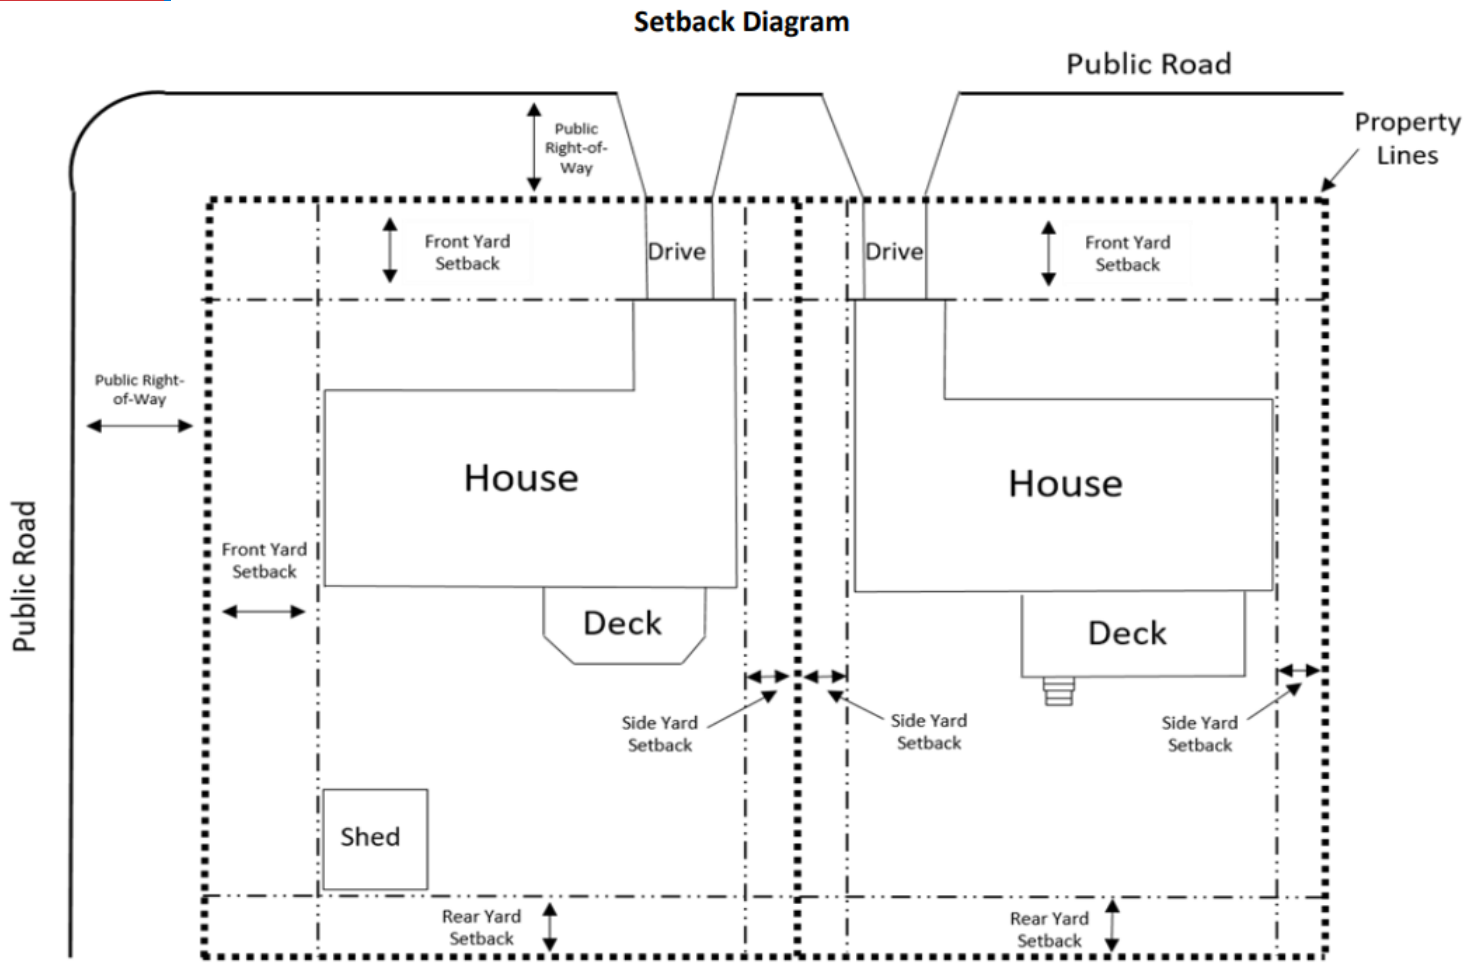 Setback Diagram
Public Road
Property
Lines
Public
Right-of-
Way
Front Yard
Setback
Drive
Drive
Front Yard
Setback
Public Right-
of-Way
House
House
Public Road
Front Yard
Setback
Deck
Deck
Side Yard
Setback
Side Yard
Setback
Side Yard
Setback
Shed
Rear Yard
Setback
Rear Yard
Setback